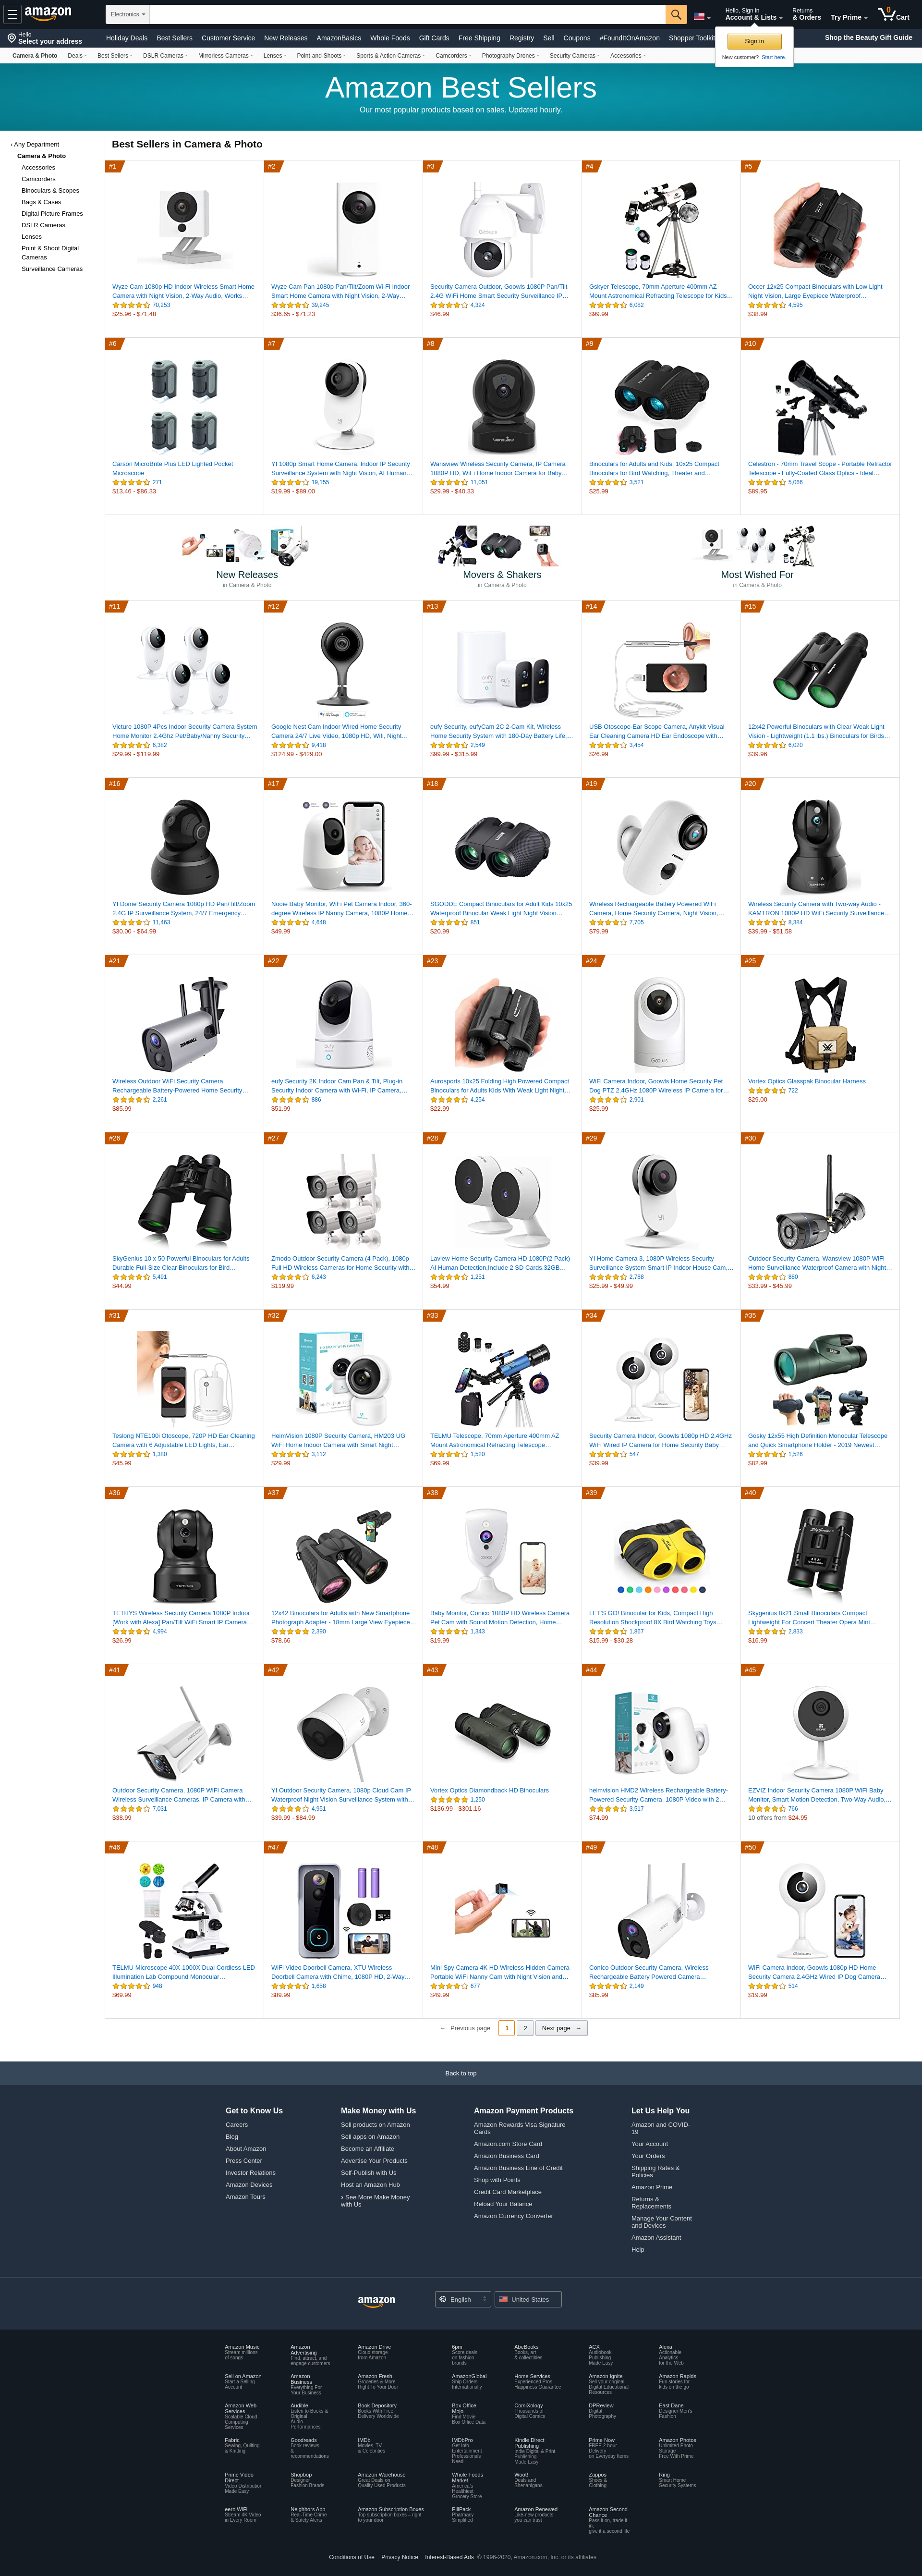 amazon
Electronics
Hello, Sign in
Account & Lists
Returns
& Orders
Try Prime
0
Cart
Hello
Select your address
Holiday Deals
Best Sellers
Customer Service
New Releases
AmazonBasics
Whole Foods
Gift Cards
Free Shipping
Registry
Sell
Coupons
#FoundItOnAmazon
Shopper Toolkit
Shop the Beauty Gift Guide
Sign in
New customer? Start here.
Camera & Photo
Deals
Best Sellers
DSLR Cameras
Mirrorless Cameras
Lenses
Point-and-Shoots
Sports & Action Cameras
Camcorders
Photography Drones
Security Cameras
Accessories
Amazon Best Sellers
Our most popular products based on sales. Updated hourly.
‹ Any Department
Camera & Photo
Accessories
Camcorders
Binoculars & Scopes
Bags & Cases
Digital Picture Frames
DSLR Cameras
Lenses
Point & Shoot Digital
Cameras
Surveillance Cameras
Best Sellers in Camera & Photo
#1
Wyze Cam 1080p HD Indoor Wireless Smart Home
Camera with Night Vision, 2-Way Audio, Works…
70,253
$25.96 - $71.48
#2
Wyze Cam Pan 1080p Pan/Tilt/Zoom Wi-Fi Indoor
Smart Home Camera with Night Vision, 2-Way…
39,245
$36.65 - $71.23
#3
Security Camera Outdoor, Goowls 1080P Pan/Tilt
2.4G WiFi Home Smart Security Surveillance IP…
4,324
$46.99
#4
Gskyer Telescope, 70mm Aperture 400mm AZ
Mount Astronomical Refracting Telescope for Kids…
6,082
$99.99
#5
Occer 12x25 Compact Binoculars with Low Light
Night Vision, Large Eyepiece Waterproof…
4,595
$38.99
#6
Carson MicroBrite Plus LED Lighted Pocket
Microscope
271
$13.46 - $86.33
#7
YI 1080p Smart Home Camera, Indoor IP Security
Surveillance System with Night Vision, AI Human…
19,155
$19.99 - $89.00
#8
Wansview Wireless Security Camera, IP Camera
1080P HD, WiFi Home Indoor Camera for Baby…
11,051
$29.99 - $40.33
#9
Binoculars for Adults and Kids, 10x25 Compact
Binoculars for Bird Watching, Theater and…
3,521
$25.99
#10
Celestron - 70mm Travel Scope - Portable Refractor
Telescope - Fully-Coated Glass Optics - Ideal…
5,066
$89.95
New Releases
in Camera & Photo
Movers & Shakers
in Camera & Photo
Most Wished For
in Camera & Photo
#11
Victure 1080P 4Pcs Indoor Security Camera System
Home Monitor 2.4Ghz Pet/Baby/Nanny Security…
6,382
$29.99 - $119.99
#12
Google Nest Cam Indoor Wired Home Security
Camera 24/7 Live Video, 1080p HD, Wifi, Night…
9,418
$124.99 - $429.00
#13
eufy Security, eufyCam 2C 2-Cam Kit, Wireless
Home Security System with 180-Day Battery Life,…
2,549
$99.99 - $315.99
#14
USB Otoscope-Ear Scope Camera, Anykit Visual
Ear Cleaning Camera HD Ear Endoscope with…
3,454
$26.99
#15
12x42 Powerful Binoculars with Clear Weak Light
Vision - Lightweight (1.1 lbs.) Binoculars for Birds…
6,020
$39.96
#16
YI Dome Security Camera 1080p HD Pan/Tilt/Zoom
2.4G IP Surveillance System, 24/7 Emergency…
11,463
$30.00 - $64.99
#17
Nooie Baby Monitor, WiFi Pet Camera Indoor, 360-
degree Wireless IP Nanny Camera, 1080P Home…
4,648
$49.99
#18
SGODDE Compact Binoculars for Adult Kids 10x25
Waterproof Binocular Weak Light Night Vision…
851
$20.99
#19
Wireless Rechargeable Battery Powered WiFi
Camera, Home Security Camera, Night Vision,…
7,705
$79.99
#20
Wireless Security Camera with Two-way Audio -
KAMTRON 1080P HD WiFi Security Surveillance…
8,384
$39.99 - $51.58
#21
Wireless Outdoor WiFi Security Camera,
Rechargeable Battery-Powered Home Security…
2,261
$85.99
#22
eufy Security 2K Indoor Cam Pan & Tilt, Plug-in
Security Indoor Camera with Wi-Fi, IP Camera,…
886
$51.99
#23
Aurosports 10x25 Folding High Powered Compact
Binoculars for Adults Kids With Weak Light Night…
4,254
$22.99
#24
WiFi Camera Indoor, Goowls Home Security Pet
Dog PTZ 2.4GHz 1080P Wireless IP Camera for…
2,901
$25.99
#25
Vortex Optics Glasspak Binocular Harness
722
$29.00
#26
SkyGenius 10 x 50 Powerful Binoculars for Adults
Durable Full-Size Clear Binoculars for Bird…
5,491
$44.99
#27
Zmodo Outdoor Security Camera (4 Pack), 1080p
Full HD Wireless Cameras for Home Security with…
6,243
$119.99
#28
Laview Home Security Camera HD 1080P(2 Pack)
AI Human Detection,Include 2 SD Cards,32GB…
1,251
$54.99
#29
YI Home Camera 3, 1080P Wireless Security
Surveillance System Smart IP Indoor House Cam,…
2,788
$25.99 - $49.99
#30
Outdoor Security Camera, Wansview 1080P WiFi
Home Surveillance Waterproof Camera with Night…
880
$33.99 - $45.99
#31
Teslong NTE100i Otoscope, 720P HD Ear Cleaning
Camera with 6 Adjustable LED Lights, Ear…
1,380
$45.99
#32
HeimVision 1080P Security Camera, HM203 UG
WiFi Home Indoor Camera with Smart Night…
3,112
$29.99
#33
TELMU Telescope, 70mm Aperture 400mm AZ
Mount Astronomical Refracting Telescope…
1,520
$69.99
#34
Security Camera Indoor, Goowls 1080p HD 2.4GHz
WiFi Wired IP Camera for Home Security Baby…
547
$39.99
#35
Gosky 12x55 High Definition Monocular Telescope
and Quick Smartphone Holder - 2019 Newest…
1,526
$82.99
#36
TETHYS Wireless Security Camera 1080P Indoor
[Work with Alexa] Pan/Tilt WiFi Smart IP Camera…
4,994
$26.99
#37
12x42 Binoculars for Adults with New Smartphone
Photograph Adapter - 18mm Large View Eyepiece…
2,390
$78.66
#38
Baby Monitor, Conico 1080P HD Wireless Camera
Pet Cam with Sound Motion Detection, Home…
1,343
$19.99
#39
LET'S GO! Binocular for Kids, Compact High
Resolution Shockproof 8X Bird Watching Toys…
1,867
$15.99 - $30.28
#40
Skygenius 8x21 Small Binoculars Compact
Lightweight For Concert Theater Opera Mini…
2,833
$16.99
#41
Outdoor Security Camera, 1080P WiFi Camera
Wireless Surveillance Cameras, IP Camera with…
7,031
$38.99
#42
YI Outdoor Security Camera, 1080p Cloud Cam IP
Waterproof Night Vision Surveillance System with…
4,951
$39.99 - $84.99
#43
Vortex Optics Diamondback HD Binoculars
1,250
$136.99 - $301.16
#44
heimvision HMD2 Wireless Rechargeable Battery-
Powered Security Camera, 1080P Video with 2…
3,517
$74.99
#45
EZVIZ Indoor Security Camera 1080P WiFi Baby
Monitor, Smart Motion Detection, Two-Way Audio,…
766
10 offers from $24.95
#46
TELMU Microscope 40X-1000X Dual Cordless LED
Illumination Lab Compound Monocular…
948
$69.99
#47
WiFi Video Doorbell Camera, XTU Wireless
Doorbell Camera with Chime, 1080P HD, 2-Way…
1,658
$89.99
#48
Mini Spy Camera 4K HD Wireless Hidden Camera
Portable WiFi Nanny Cam with Night Vision and…
677
$49.99
#49
Conico Outdoor Security Camera, Wireless
Rechargeable Battery Powered Camera…
2,149
$85.99
#50
WiFi Camera Indoor, Goowls 1080p HD Home
Security Camera 2.4GHz Wired IP Dog Camera…
514
$19.99
← Previous page
1
2
Next page →
Back to top
Get to Know Us
Careers
Blog
About Amazon
Press Center
Investor Relations
Amazon Devices
Amazon Tours
Make Money with Us
Sell products on Amazon
Sell apps on Amazon
Become an Affiliate
Advertise Your Products
Self-Publish with Us
Host an Amazon Hub
› See More Make Money
with Us
Amazon Payment Products
Amazon Rewards Visa Signature
Cards
Amazon.com Store Card
Amazon Business Card
Amazon Business Line of Credit
Shop with Points
Credit Card Marketplace
Reload Your Balance
Amazon Currency Converter
Let Us Help You
Amazon and COVID-
19
Your Account
Your Orders
Shipping Rates &
Policies
Amazon Prime
Returns &
Replacements
Manage Your Content
and Devices
Amazon Assistant
Help
amazon
English
United States
Amazon Music
Stream millions
of songs
Amazon
Advertising
Find, attract, and
engage customers
Amazon Drive
Cloud storage
from Amazon
6pm
Score deals
on fashion
brands
AbeBooks
Books, art
& collectibles
ACX
Audiobook
Publishing
Made Easy
Alexa
Actionable
Analytics
for the Web
Sell on Amazon
Start a Selling
Account
Amazon
Business
Everything For
Your Business
Amazon Fresh
Groceries & More
Right To Your Door
AmazonGlobal
Ship Orders
Internationally
Home Services
Experienced Pros
Happiness Guarantee
Amazon Ignite
Sell your original
Digital Educational
Resources
Amazon Rapids
Fun stories for
kids on the go
Amazon Web
Services
Scalable Cloud
Computing
Services
Audible
Listen to Books &
Original
Audio
Performances
Book Depository
Books With Free
Delivery Worldwide
Box Office
Mojo
Find Movie
Box Office Data
ComiXology
Thousands of
Digital Comics
DPReview
Digital
Photography
East Dane
Designer Men's
Fashion
Fabric
Sewing, Quilting
& Knitting
Goodreads
Book reviews
&
recommendations
IMDb
Movies, TV
& Celebrities
IMDbPro
Get Info
Entertainment
Professionals
Need
Kindle Direct
Publishing
Indie Digital & Print
Publishing
Made Easy
Prime Now
FREE 2-hour
Delivery
on Everyday Items
Amazon Photos
Unlimited Photo
Storage
Free With Prime
Prime Video
Direct
Video Distribution
Made Easy
Shopbop
Designer
Fashion Brands
Amazon Warehouse
Great Deals on
Quality Used Products
Whole Foods
Market
America's
Healthiest
Grocery Store
Woot!
Deals and
Shenanigans
Zappos
Shoes &
Clothing
Ring
Smart Home
Security Systems
eero WiFi
Stream 4K Video
in Every Room
Neighbors App
Real-Time Crime
& Safety Alerts
Amazon Subscription Boxes
Top subscription boxes – right
to your door
PillPack
Pharmacy
Simplified
Amazon Renewed
Like-new products
you can trust
Amazon Second
Chance
Pass it on, trade it
in,
give it a second life
Conditions of Use
Privacy Notice
Interest-Based Ads
© 1996-2020, Amazon.com, Inc. or its affiliates